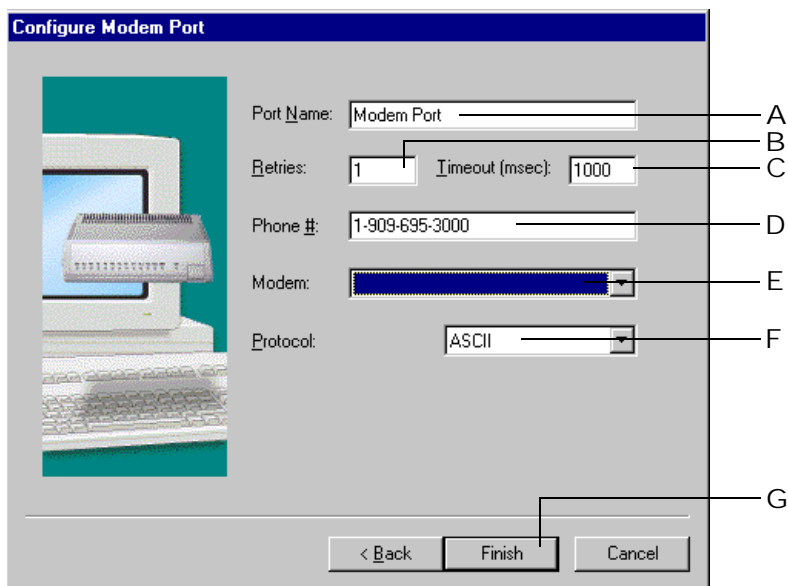 Configure Modem Port
Port Name: Modem Port A
B
Retries: 1 Timeout (msec): 1000 C
Phone #: 1-909-695-3000 D
Modem: E
Protocol: ASCII F
G
< Back Finish Cancel